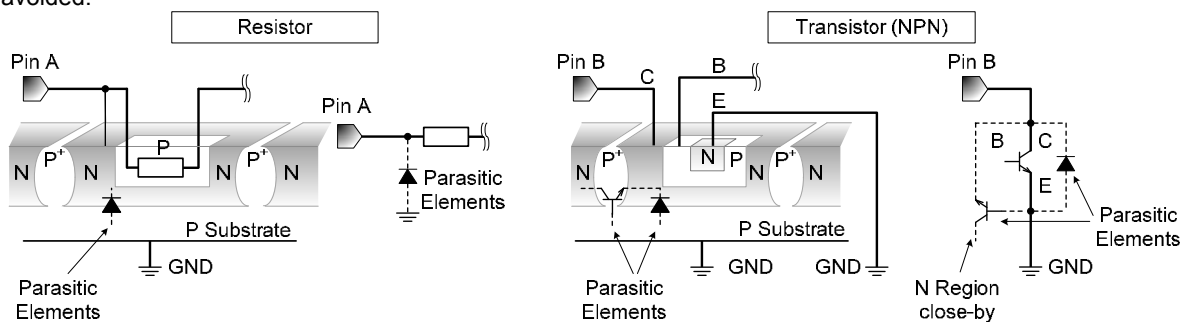 avoided.
Resistor
Transistor (NPN)
Pin A
Pin A
N
P+
N
P
N
P+
N
Parasitic
Elements
P Substrate
GND
Parasitic
Elements
Pin B
C
B
E
N
P+
N
P
N
P+
N
P Substrate
GND
GND
Parasitic
Elements
Pin B
B
C
E
Parasitic
Elements
GND
N Region
close-by